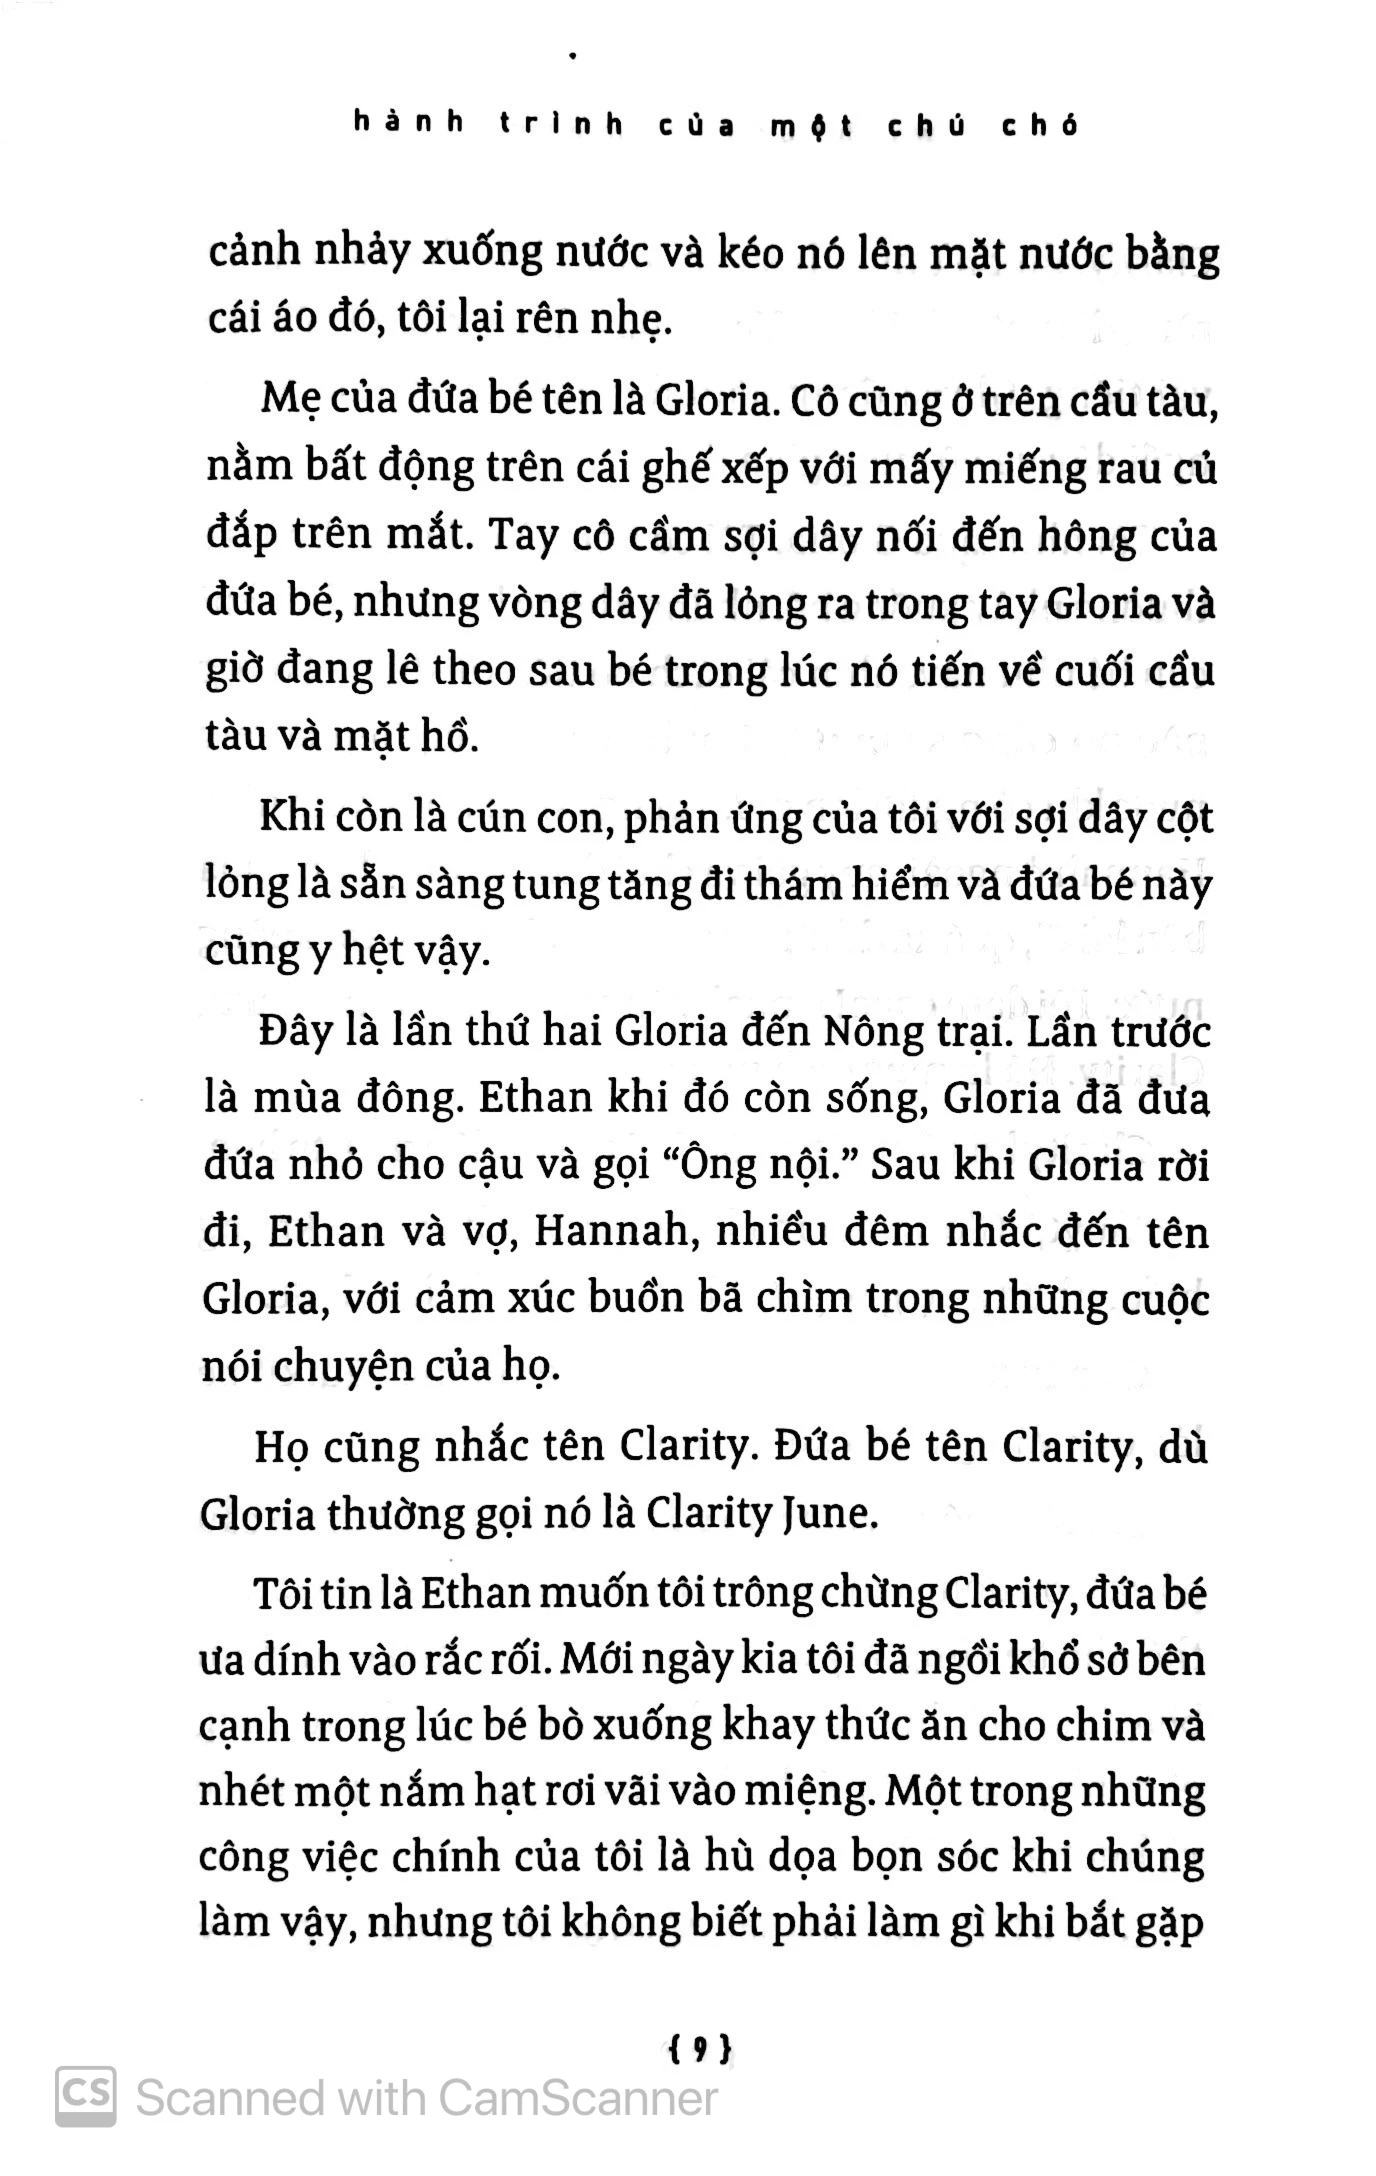 hành trình của một chú chó
cảnh nhảy xuống nước và kéo nó lên mặt nước bằng
cái áo đó, tôi lại rên nhẹ.
Mẹ của đứa bé tên là Gloria. Cô cũng ở trên cầu tàu,
nằm bất động trên cái ghế xếp với mấy miếng rau củ
đắp trên mắt. Tay cô cầm sợi dây nối đến hông của
đứa bé, nhưng vòng dây đã lỏng ra trong tay Gloria và
giờ đang lê theo sau bé trong lúc nó tiến về cuối cầu
tàu và mặt hồ.
Khi còn là cún con, phản ứng của tôi với sợi dây cột
lỏng là sẵn sàng tung tăng đi thám hiểm và đứa bé này
cũng y hệt vậy.
Đây là lần thứ hai Gloria đến Nông trại. Lần trước
là mùa đông. Ethan khi đó còn sống, Gloria đã đưa
đứa nhỏ cho cậu và gọi “Ông nội.” Sau khi Gloria rời
đi, Ethan và vợ, Hannah, nhiều đêm nhắc đến tên
Gloria, với cảm xúc buồn bã chìm trong những cuộc
nói chuyện của họ.
Họ cũng nhắc tên Clarity. Đứa bé tên Clarity, dù
Gloria thường gọi nó là Clarity June.
Tôi tin là Ethan muốn tôi trông chừng Clarity, đứa bé
ưa dính vào rắc rối. Mới ngày kia tôi đã ngồi khổ sở bên
cạnh trong lúc bé bò xuống khay thức ăn cho chim và
nhét một nắm hạt rơi vãi vào miệng. Một trong những
công việc chính của tôi là hù dọa bọn sóc khi chúng
làm vậy, nhưng tôi không biết phải làm gì khi bắt gặp
{ 9 }
CS Scanned with CamScanner